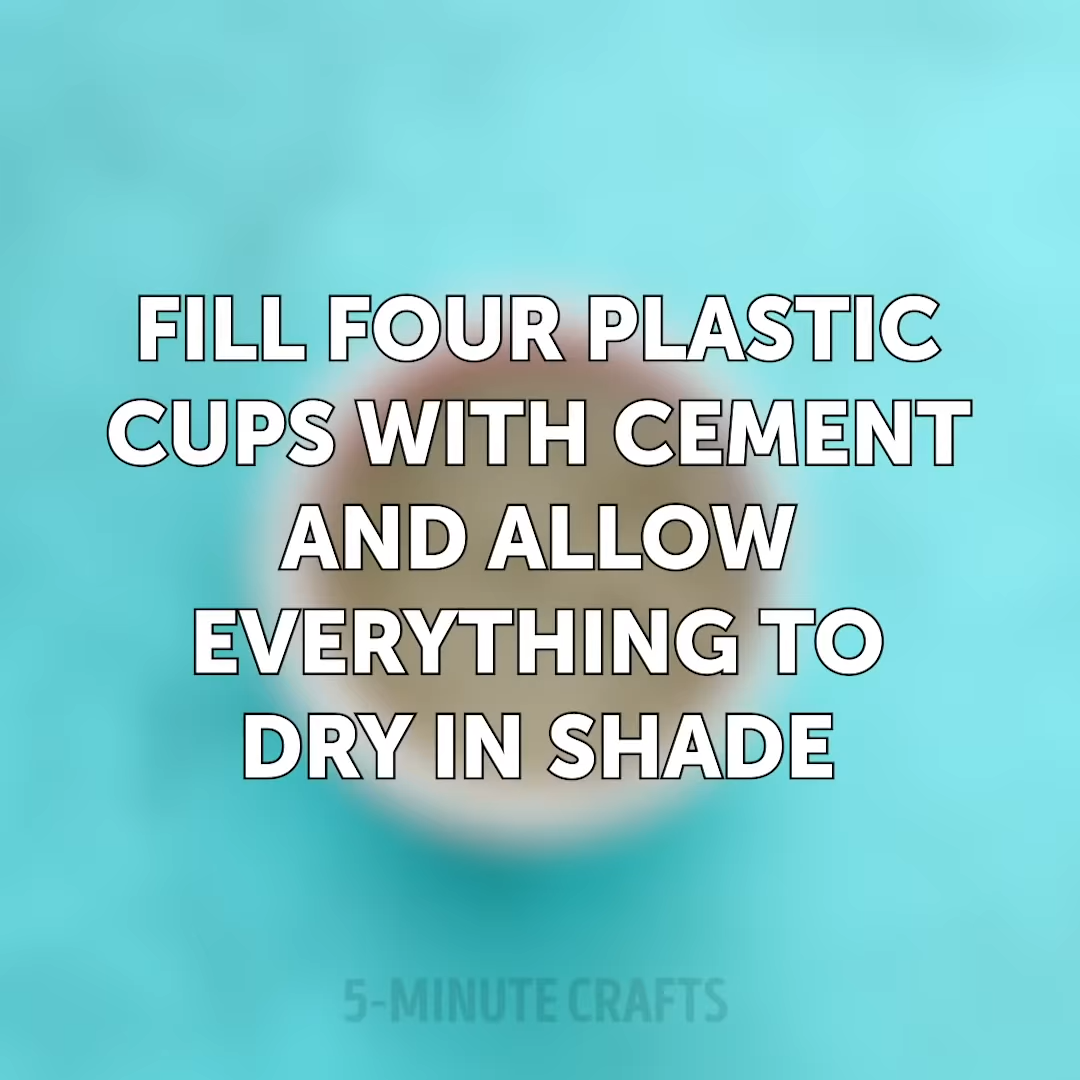 FILL FOUR PLASTIC
CUPS WITH CEMENT
AND ALLOW
EVERYTHING TO
DRY IN SHADE
5-MINUTE CRAFTS